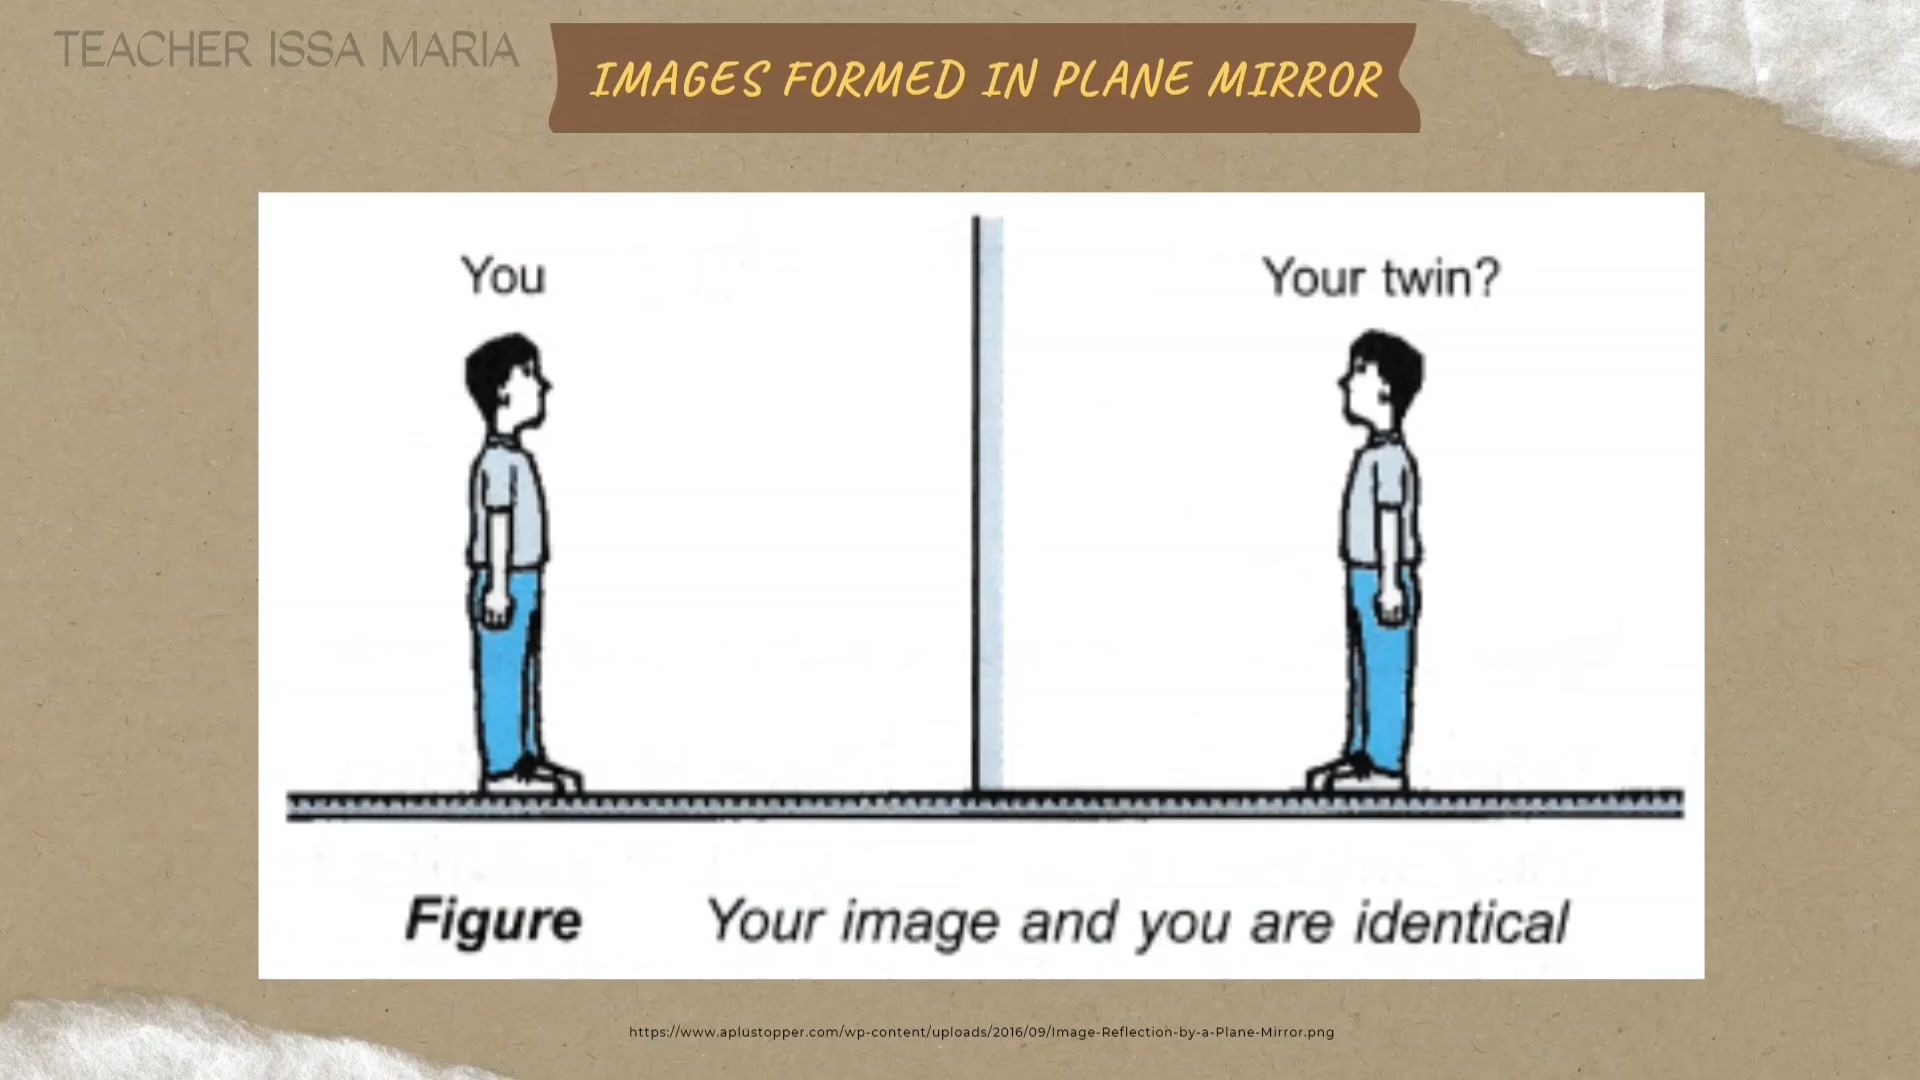 TEACHER ISSA MARIA
IMAGES FORMED IN PLANE MIRROR
You
Your twin?
Figure Your image and you are identical
https://www.aplustopper.com/wp-content/uploads/2016/09/Image-Reflection-by-a-Plane-Mirror.png